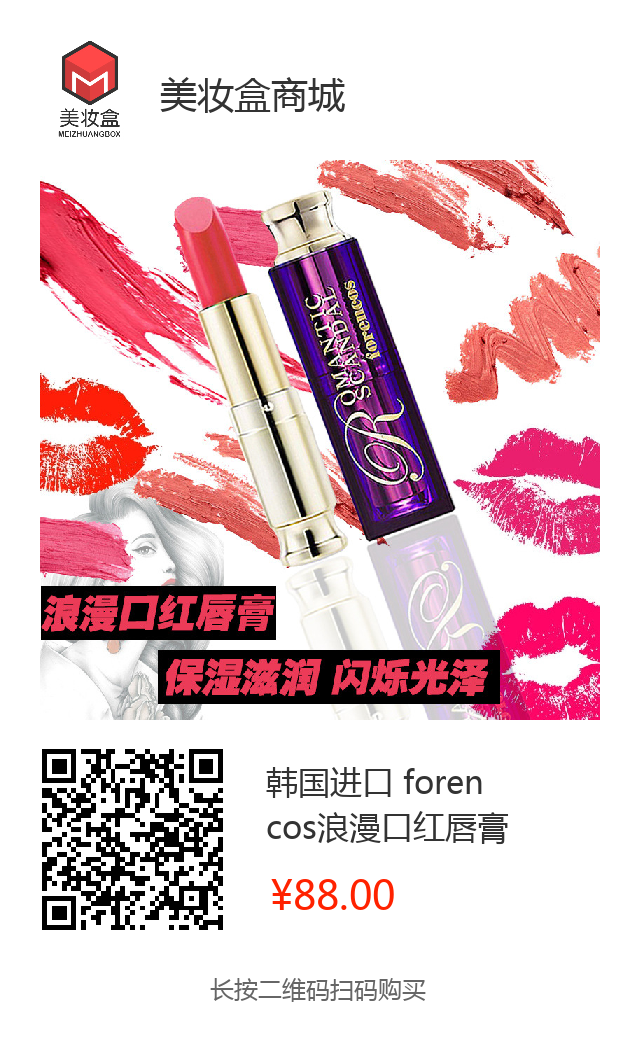 美妆盒
MEIZHUANGBOX
美妆盒商城
ROMANTIC
SCANDAL
forencos
浪漫口红唇膏
保湿滋润 闪烁光泽
韩国进口 foren
cos浪漫口红唇膏
¥88.00
长按二维码扫码购买